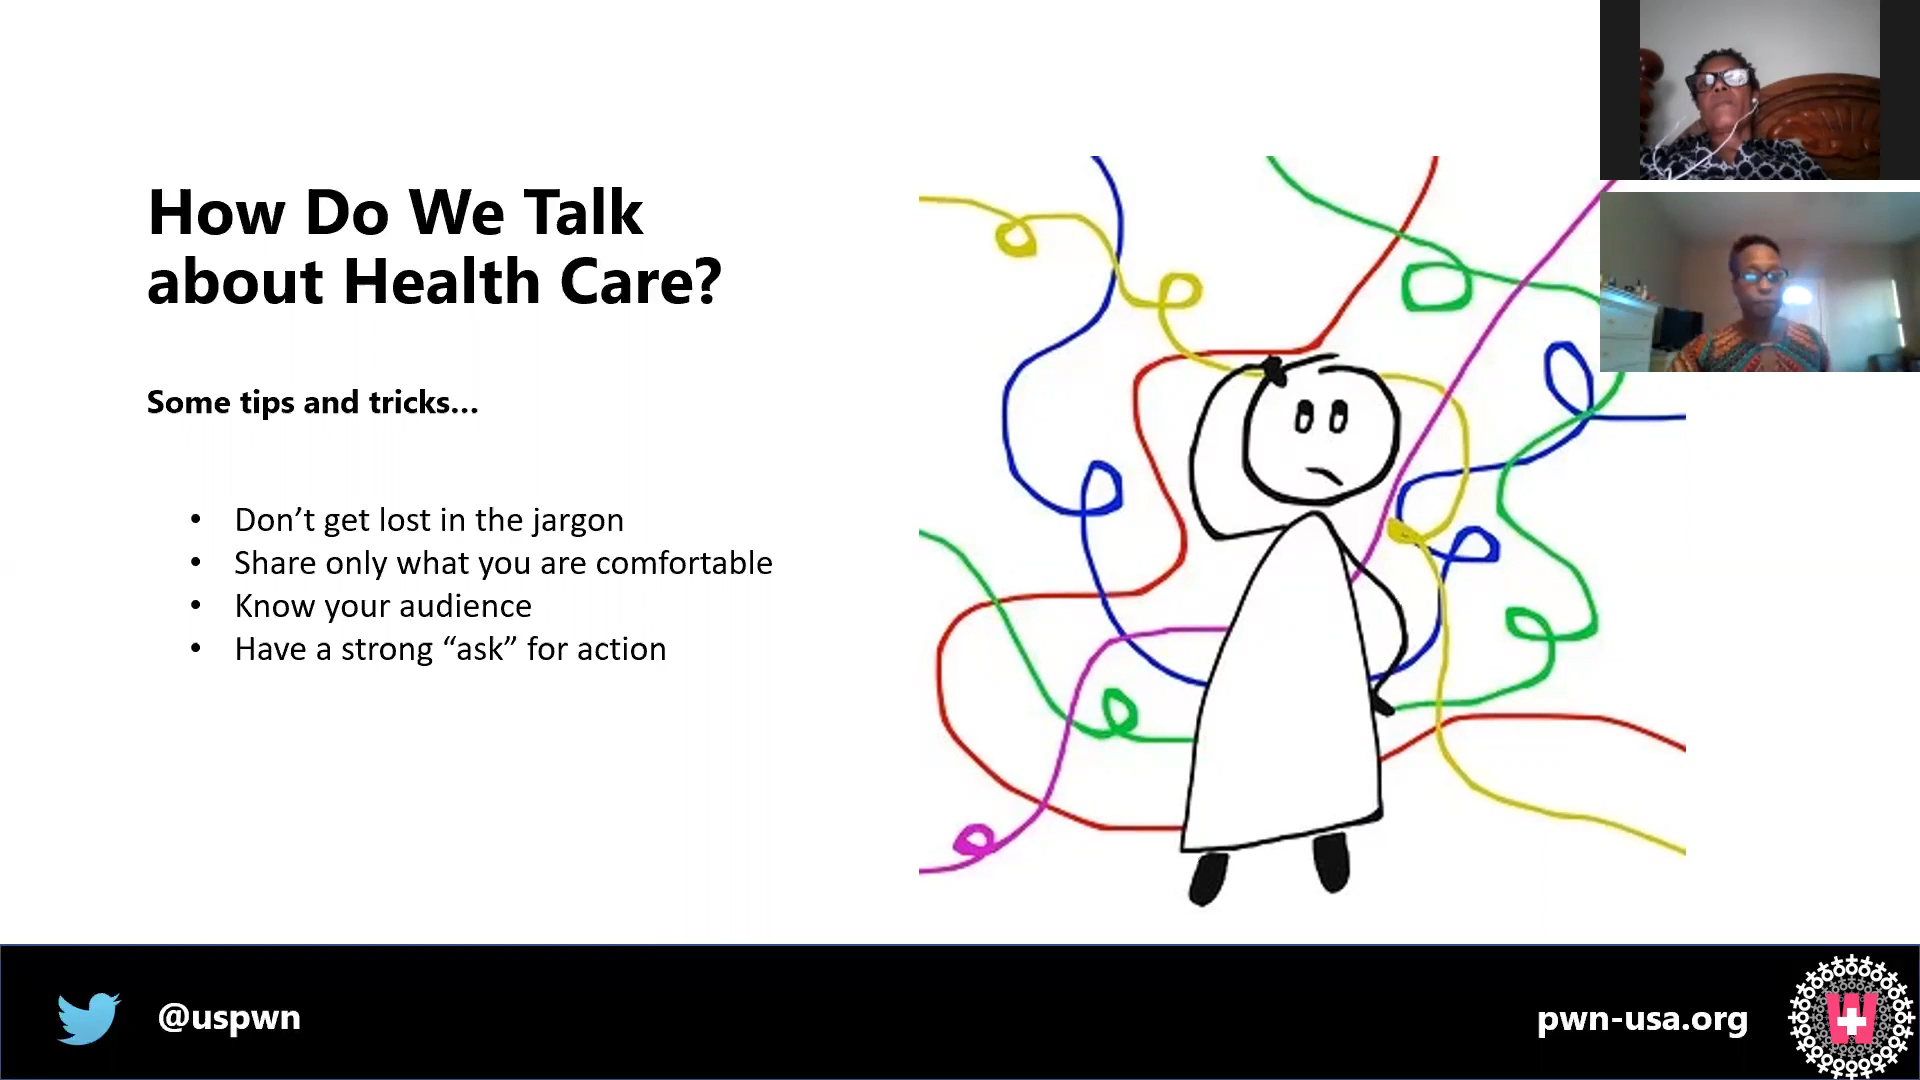 How Do We Talk
about Health Care?
Some tips and tricks...
• Don’t get lost in the jargon
• Share only what you are comfortable
• Know your audience
• Have a strong “ask” for action
@uspwn
pwn-usa.org
W